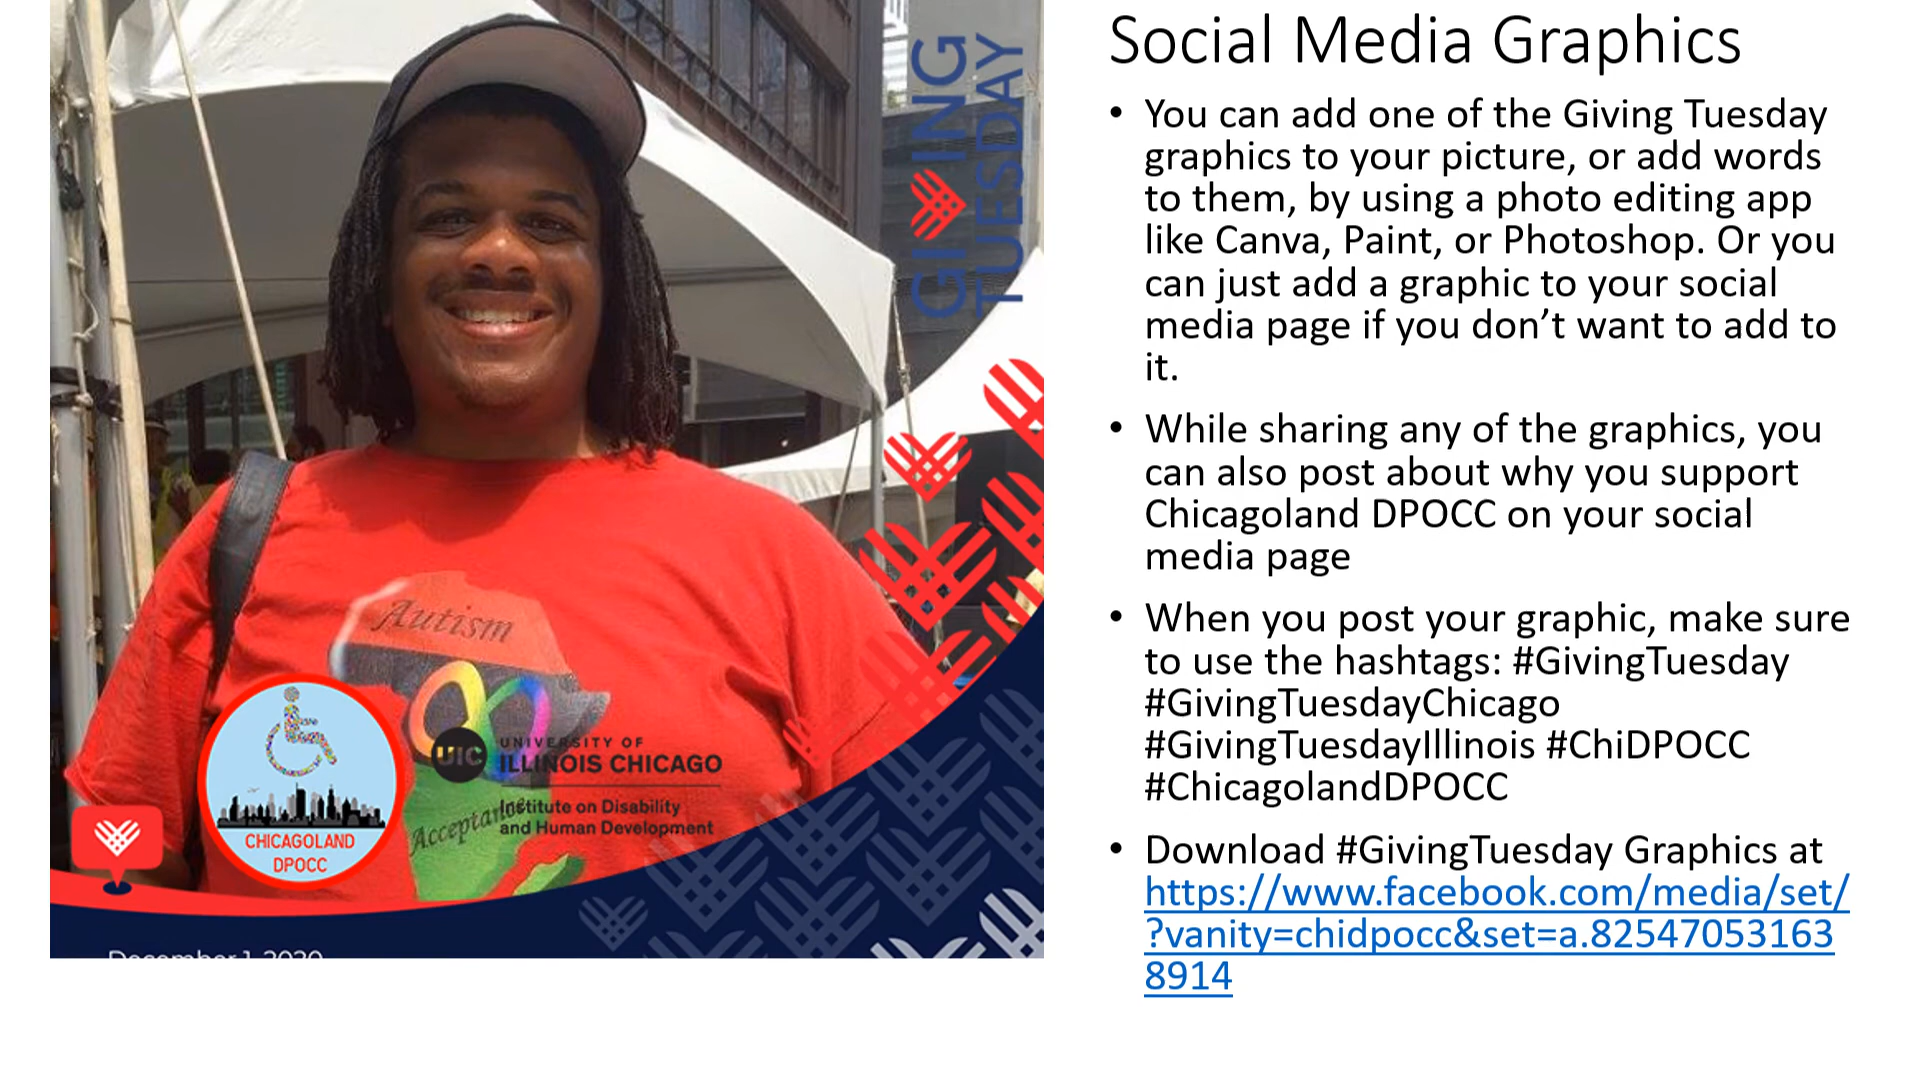 GIVING
TUESDAY
Autism
UIC
UNIVERSITY OF
ILLINOIS CHICAGO
Institute on Disability
and Human Development
Acceptance
CHICAGOLAND
DPOCC
December 1, 2020
Social Media Graphics
• You can add one of the Giving Tuesday
graphics to your picture, or add words
to them, by using a photo editing app
like Canva, Paint, or Photoshop. Or you
can just add a graphic to your social
media page if you don’t want to add to
it.
• While sharing any of the graphics, you
can also post about why you support
Chicagoland DPOCC on your social
media page
• When you post your graphic, make sure
to use the hashtags: #GivingTuesday
#GivingTuesdayChicago
#GivingTuesdayIllinois #ChiDPOCC
#ChicagolandDPOCC
• Download #GivingTuesday Graphics at
https://www.facebook.com/media/set/
?vanity=chidpocc&set=a.82547053163
8914